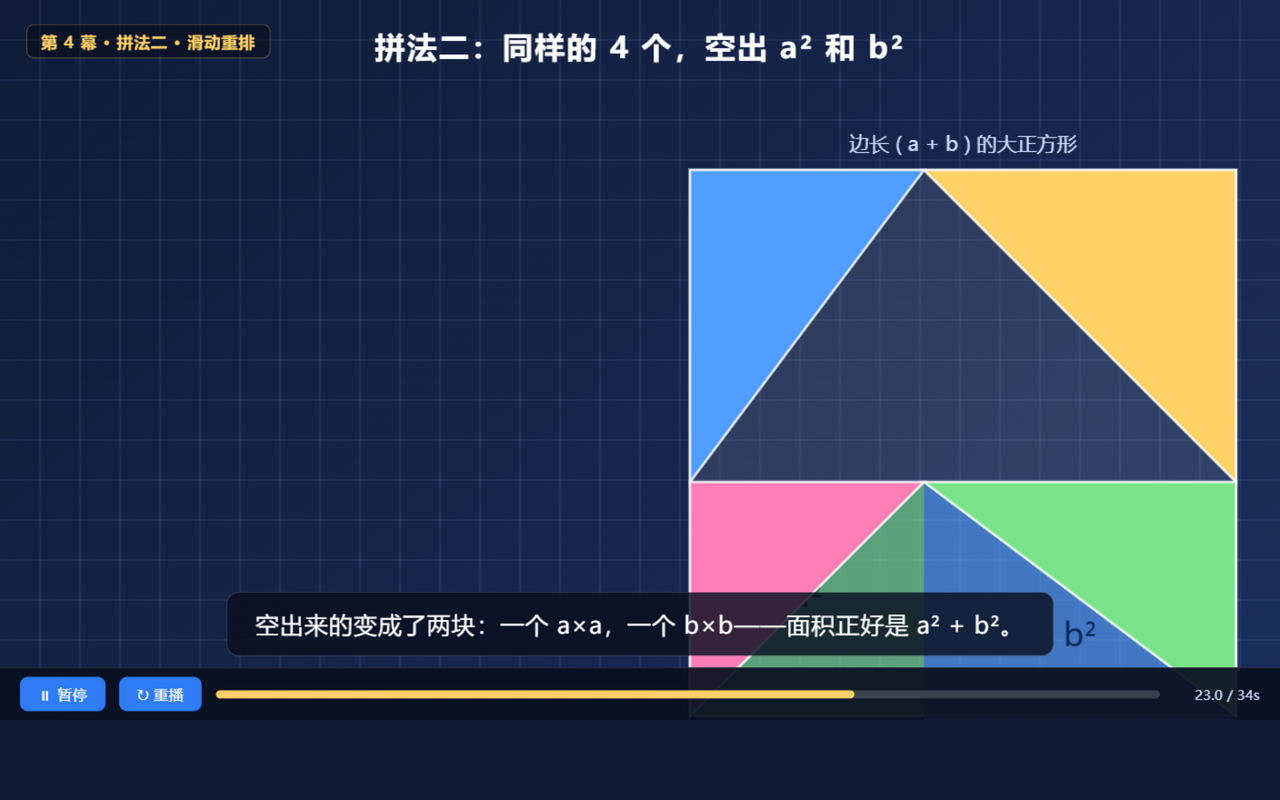 第 4 幕 • 拼法二 • 滑动重排
拼法二：同样的 4 个，空出 a² 和 b²
边长 ( a + b ) 的大正方形
空出来的变成了两块：一个 a×a，一个 b×b——面积正好是 a² + b²。
b²
⏸ 暂停
↻ 重播
23.0 / 34s